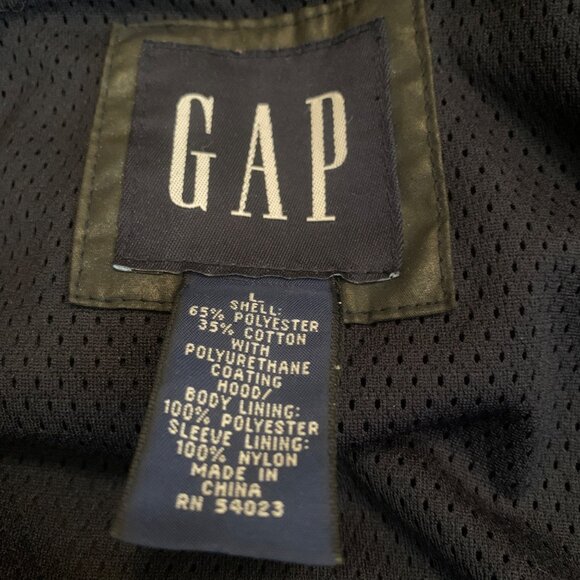 GAP
L
SHELL:
65% POLYESTER
35% COTTON
WITH
POLYURETHANE
COATING
HOOD/
BODY LINING:
100% POLYESTER
SLEEVE LINING:
100% NYLON
MADE IN
CHINA
RN 54023